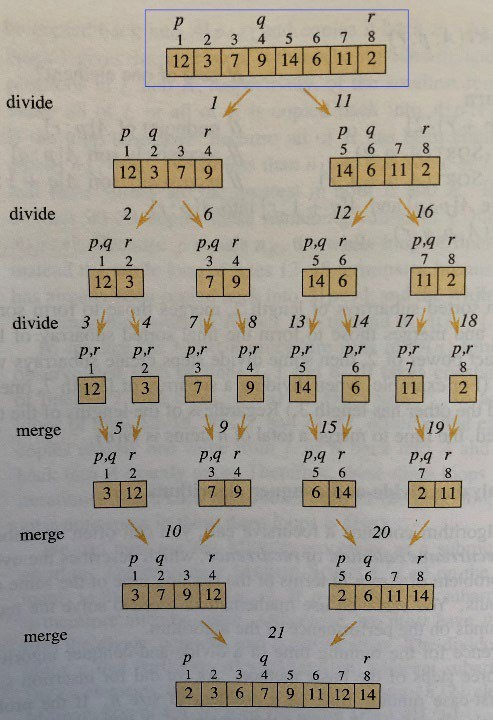 p q r
1 2 3 4 5 6 7 8
12 3 7 9 14 6 11 2
divide 1 11
p q r p q r
1 2 3 4 5 6 7 8
12 3 7 9 14 6 11 2
divide 2 6 12 16
p,q r p,q r p,q r p,q r
1 2 3 4 5 6 7 8
12 3 7 9 14 6 11 2
divide 3 4 7 8 13 14 17 18
p,r p,r p,r p,r p,r p,r p,r p,r
1 2 3 4 5 6 7 8
12 3 7 9 14 6 11 2
merge 5 9 15 19
p,q r p,q r p,q r p,q r
1 2 3 4 5 6 7 8
3 12 7 9 6 14 2 11
merge 10 20
p q r p q r
1 2 3 4 5 6 7 8
3 7 9 12 2 6 11 14
merge 21
p q r
1 2 3 4 5 6 7 8
2 3 6 7 9 11 12 14